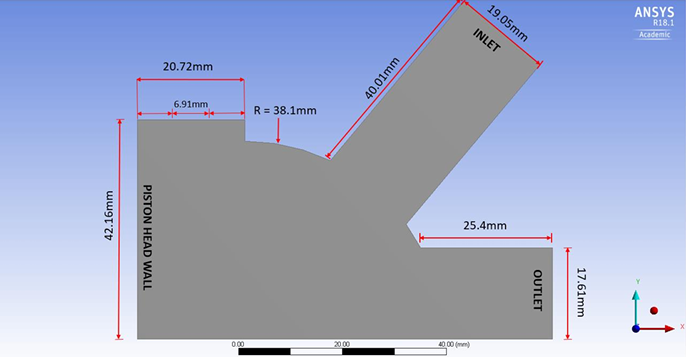 ANSYS
R18.1
Academic
19.05mm
INLET
40.01mm
20.72mm
6.91mm
R = 38.1mm
42.16mm
PISTON HEAD WALL
25.4mm
OUTLET
17.61mm
Y
X
0.00
20.00
40.00 (mm)